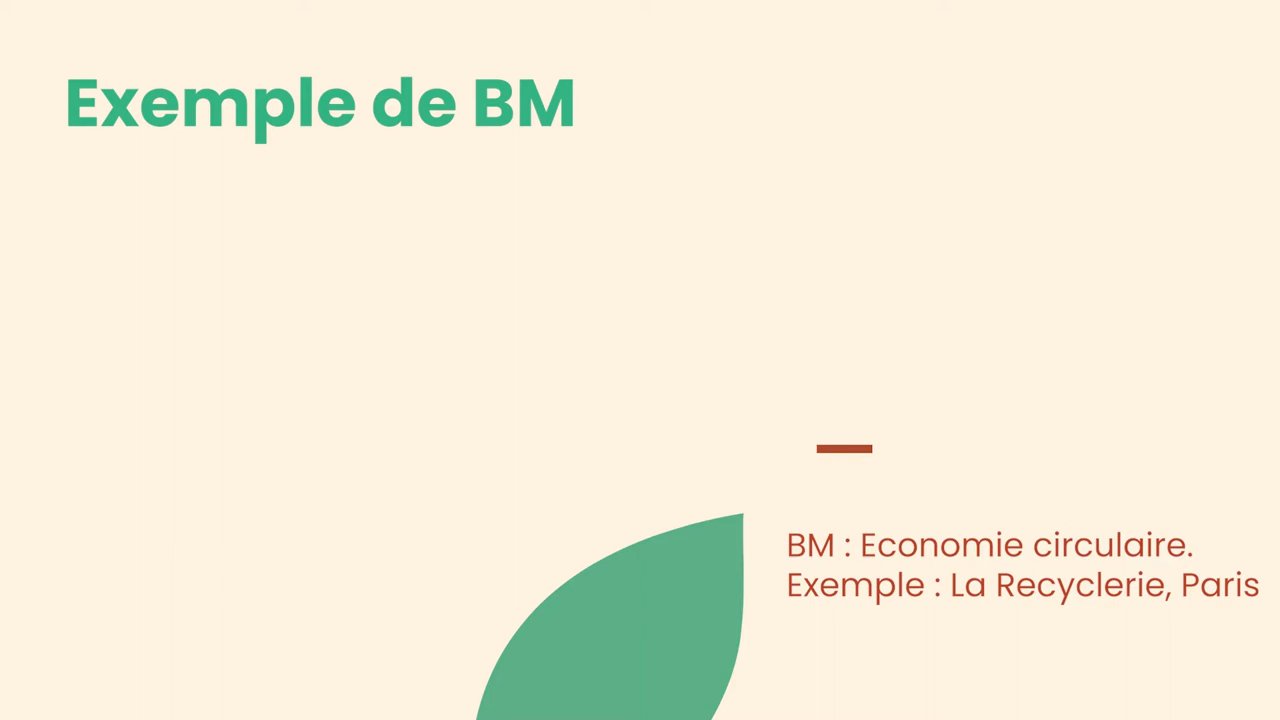 Exemple de BM
BM : Economie circulaire.
Exemple : La Recyclerie, Paris